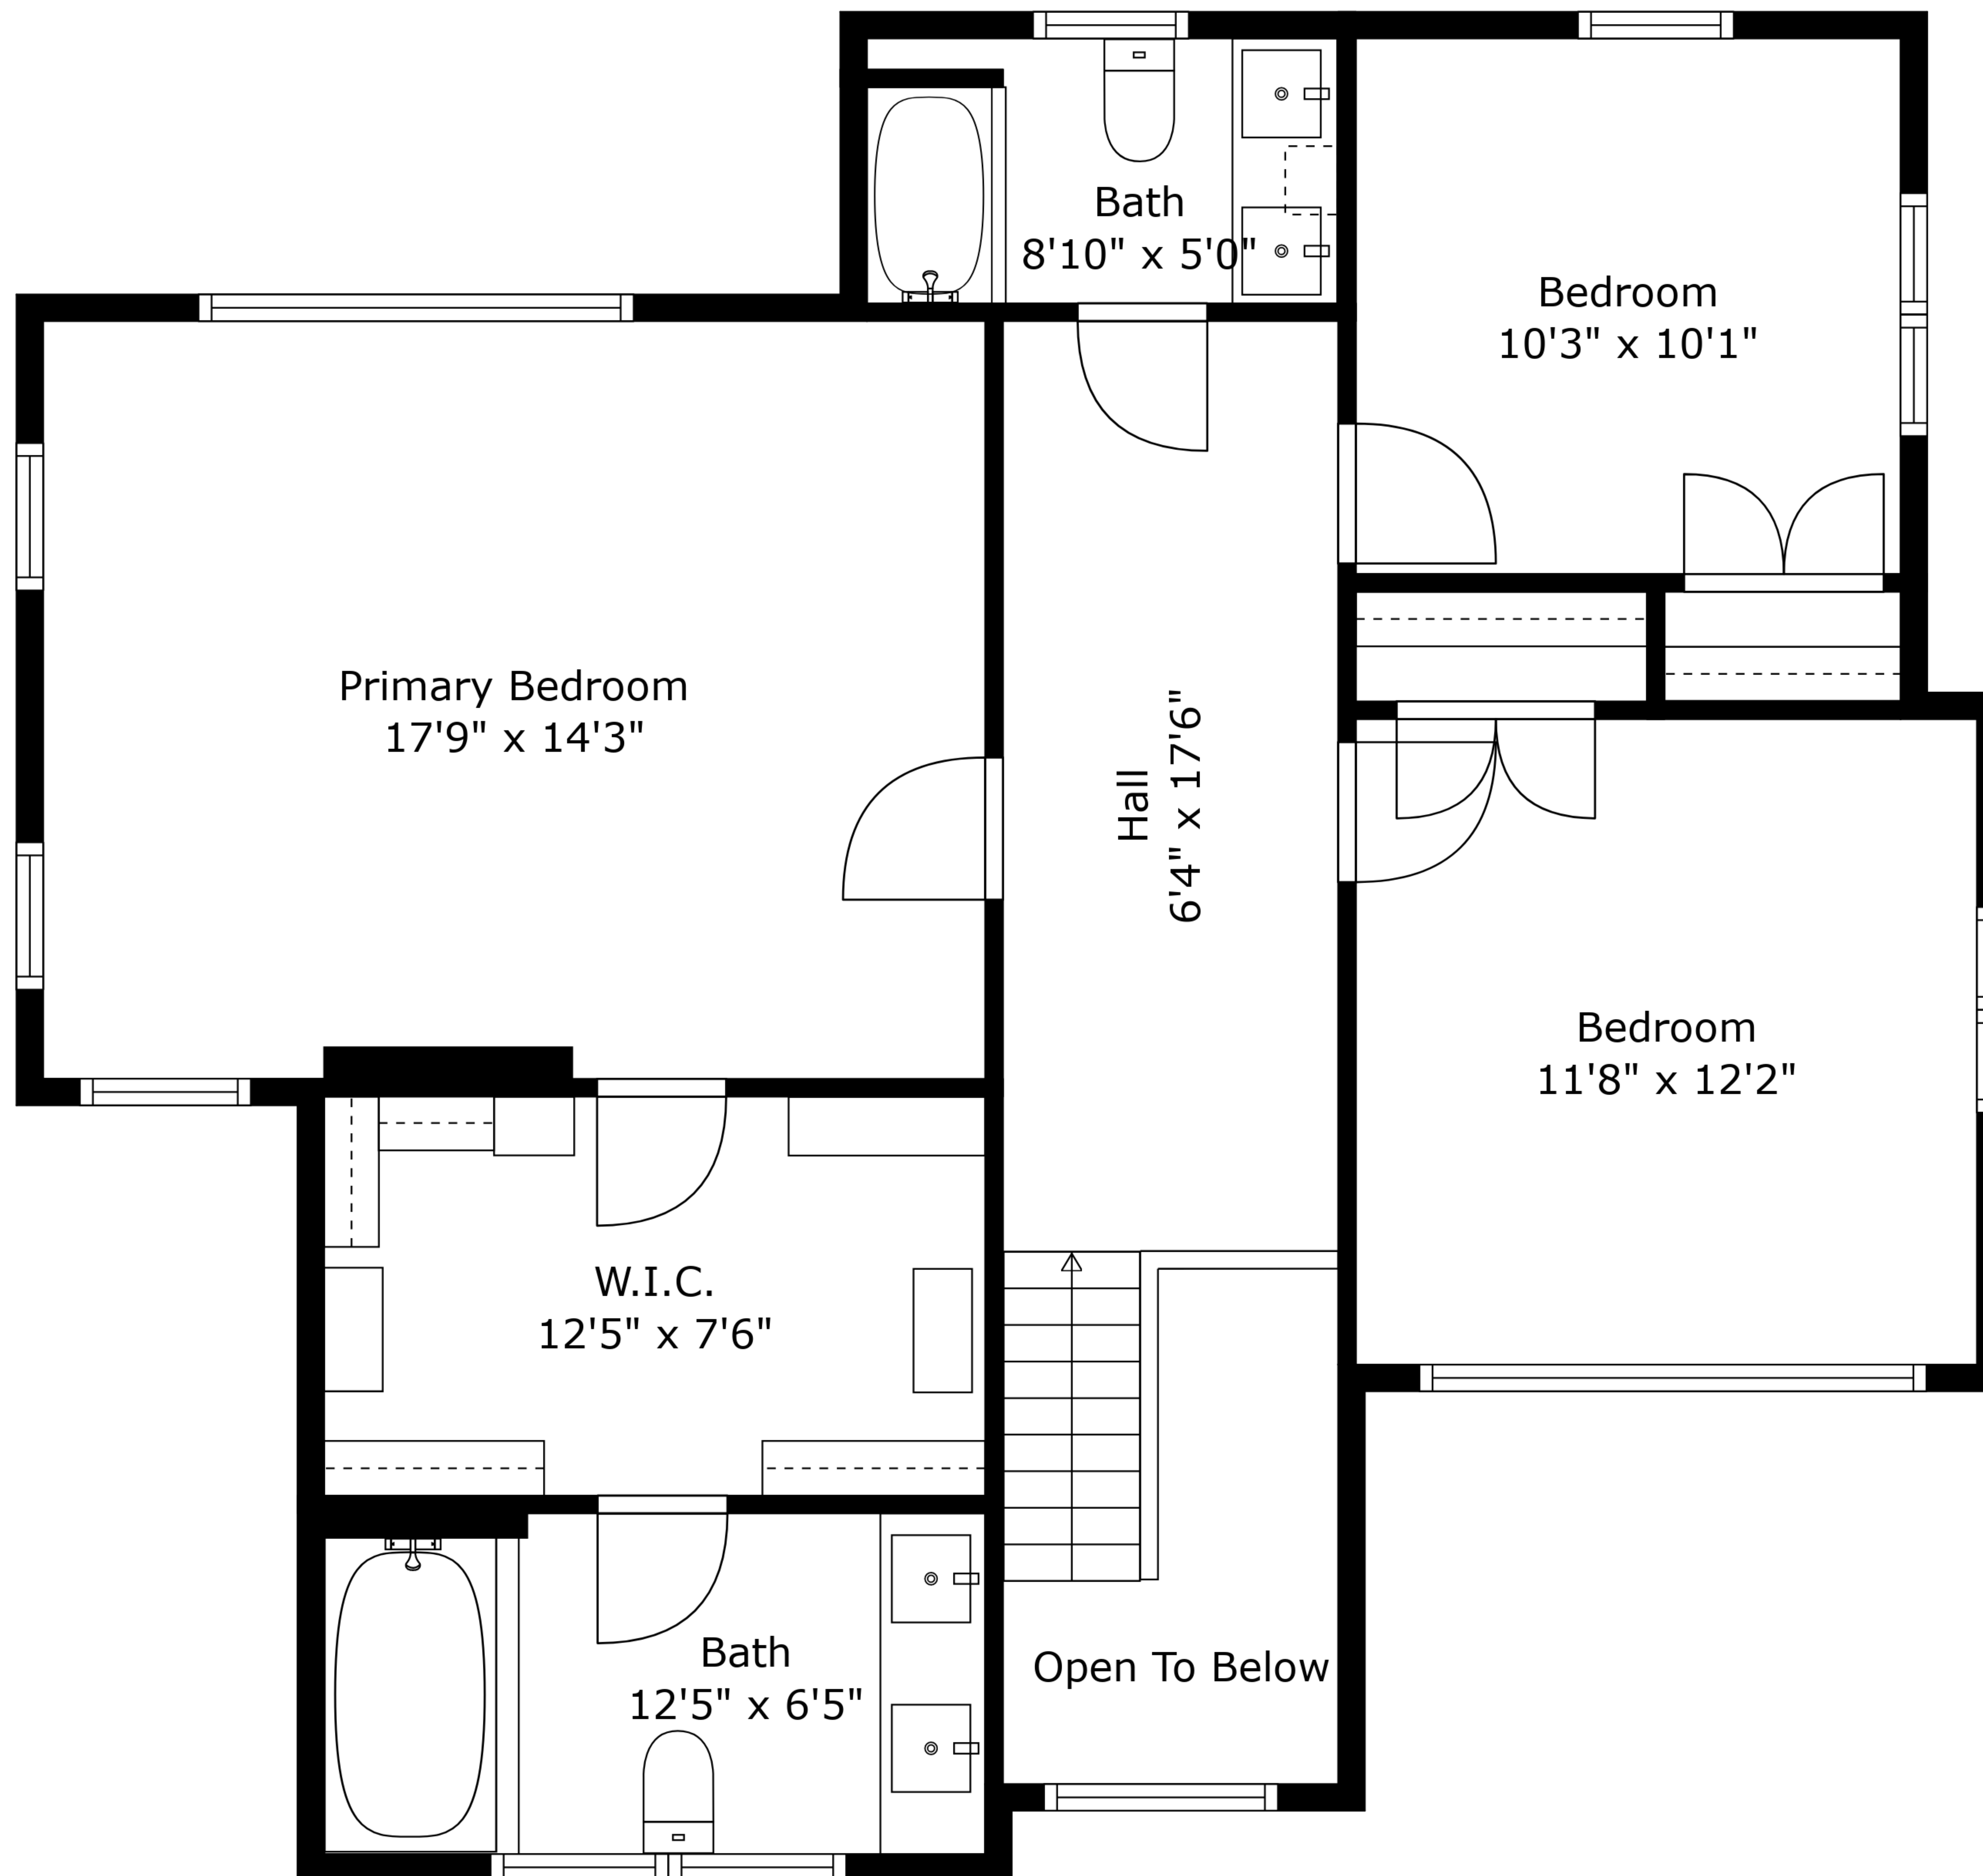 Bath
8'10" x 5'0"
Bedroom
10'3" x 10'1"
Primary Bedroom
17'9" x 14'3"
Hall
6'4" x 17'6"
Bedroom
11'8" x 12'2"
W.I.C.
12'5" x 7'6"
Bath
12'5" x 6'5"
Open To Below